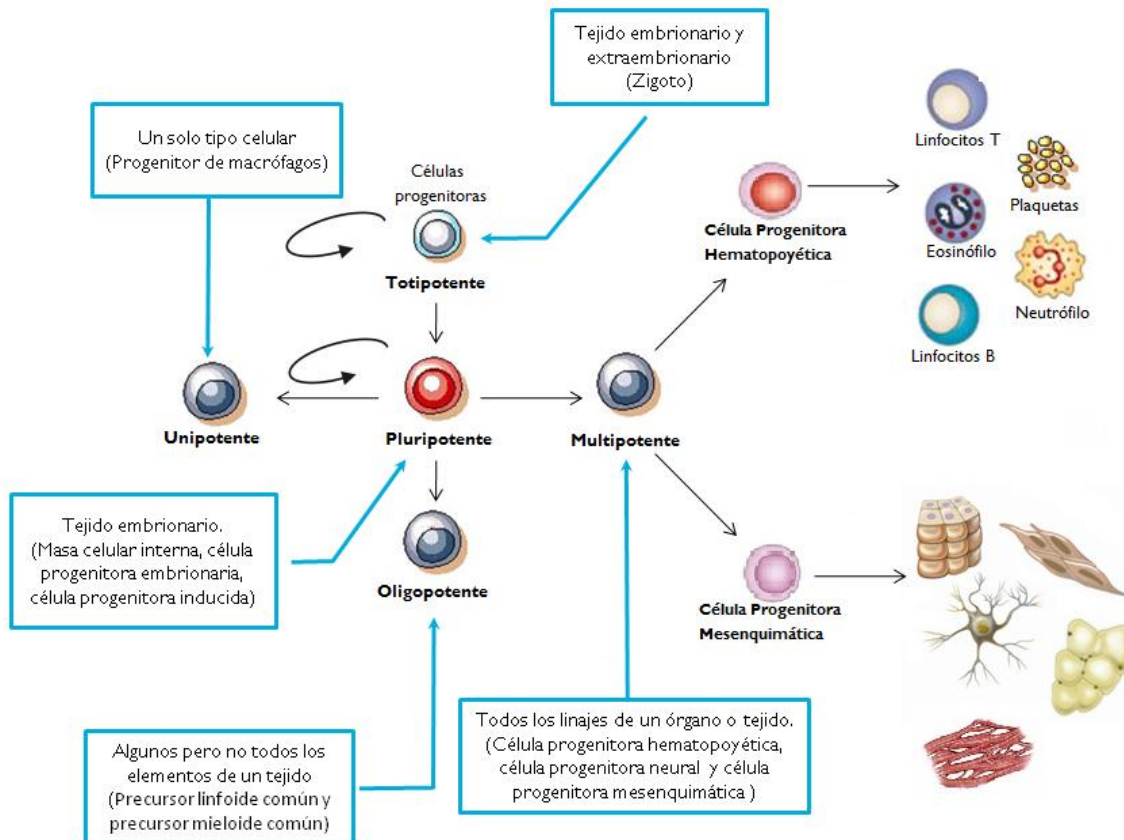 Tejido embrionario y
extraembrionario
(Zigoto)
Un solo tipo celular
(Progenitor de macrófagos)
Células
progenitoras
Totipotente
Célula Progenitora
Hematopoyética
Linfocitos T
Plaquetas
Eosinófilo
Neutrófilo
Linfocitos B
Unipotente
Pluripotente
Multipotente
Tejido embrionario.
(Masa celular interna, célula
progenitora embrionaria,
célula progenitora inducida)
Oligopotente
Célula Progenitora
Mesenquimática
Algunos pero no todos los
elementos de un tejido
(Precursor linfoide común y
precursor mieloide común)
Todos los linajes de un órgano o tejido.
(Célula progenitora hematopoyética,
célula progenitora neural y célula
progenitora mesenquimática )